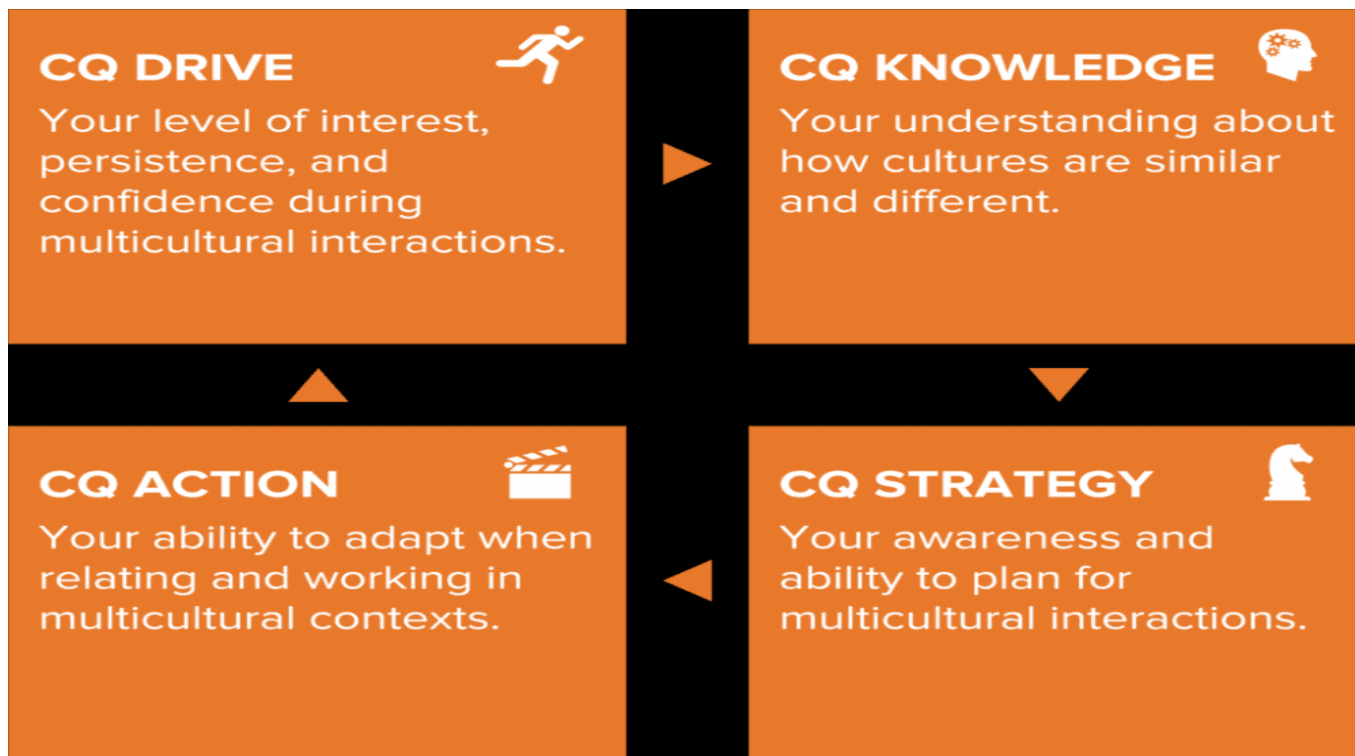 CQ DRIVE
Your level of interest,
persistence, and
confidence during
multicultural interactions.
CQ KNOWLEDGE
Your understanding about
how cultures are similar
and different.
CQ ACTION
Your ability to adapt when
relating and working in
multicultural contexts.
CQ STRATEGY
Your awareness and
ability to plan for
multicultural interactions.